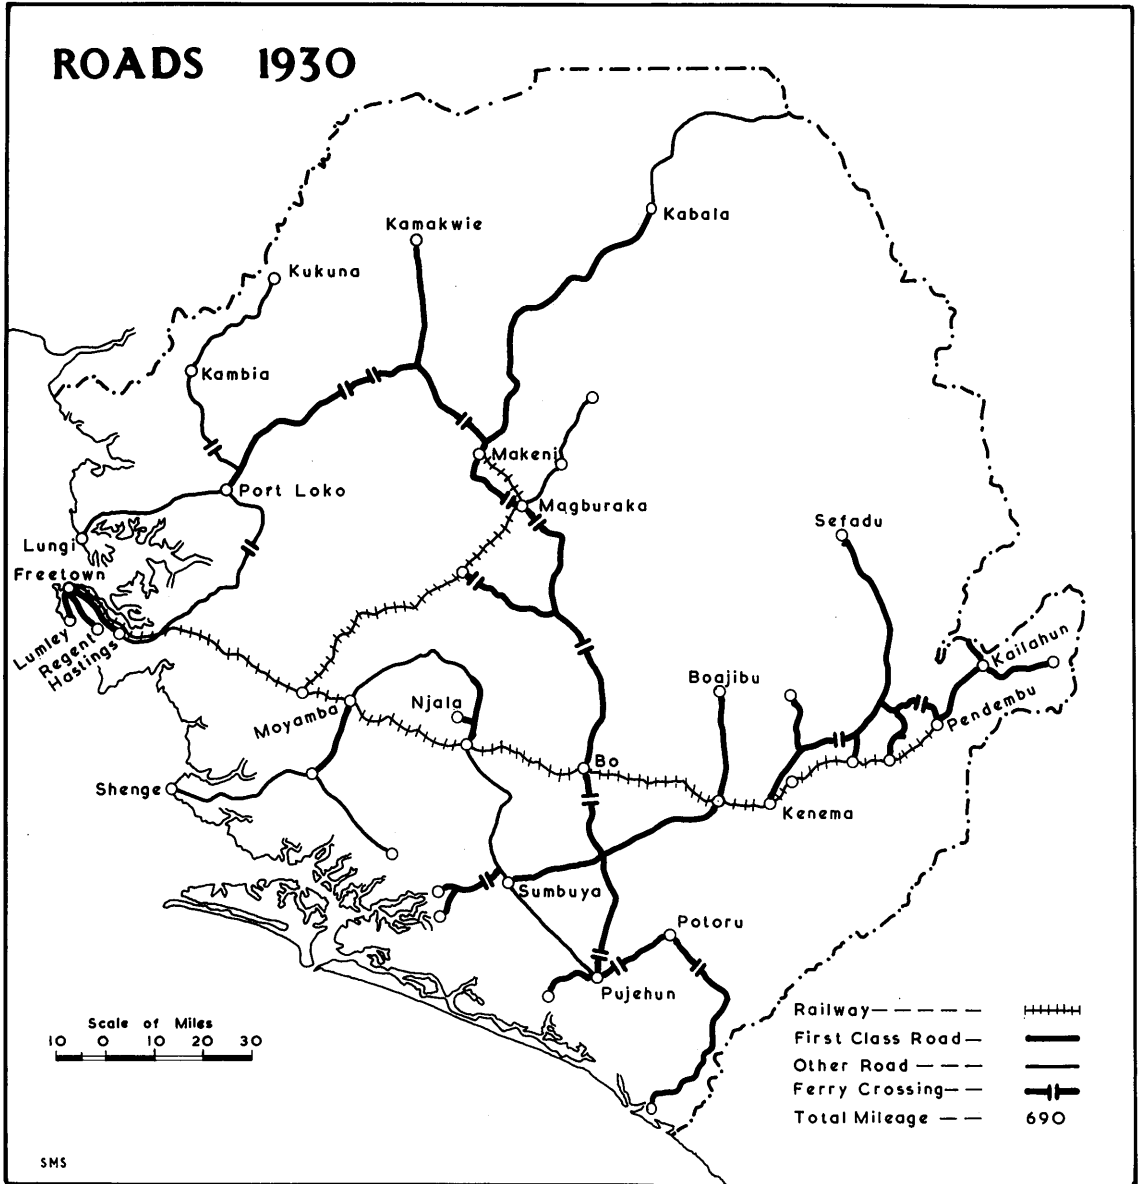 ROADS 1930
Kabala
Kamakwie
Kukuna
Kambia
Makeni
Port Loko
Magburaka
Sefadu
Lungi
Freetown
Lumley
Regent
Hastings
Kailahun
Boajibu
Njala
Pendembu
Moyamba
Bo
Shenge
Kenema
Sumbuya
Potoru
Pujehun
Scale of Miles
10 0 10 20 30
Railway
First Class Road
Other Road
Ferry Crossing
Total Mileage 690
SMS